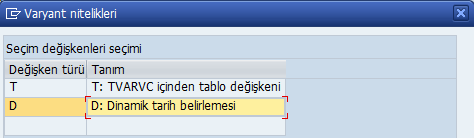 Varyant nitelikleri
Seçim değişkenleri seçimi
Değişken türü Tanım
T T: TVARVC içinden tablo değişkeni
D D: Dinamik tarih belirlemesi